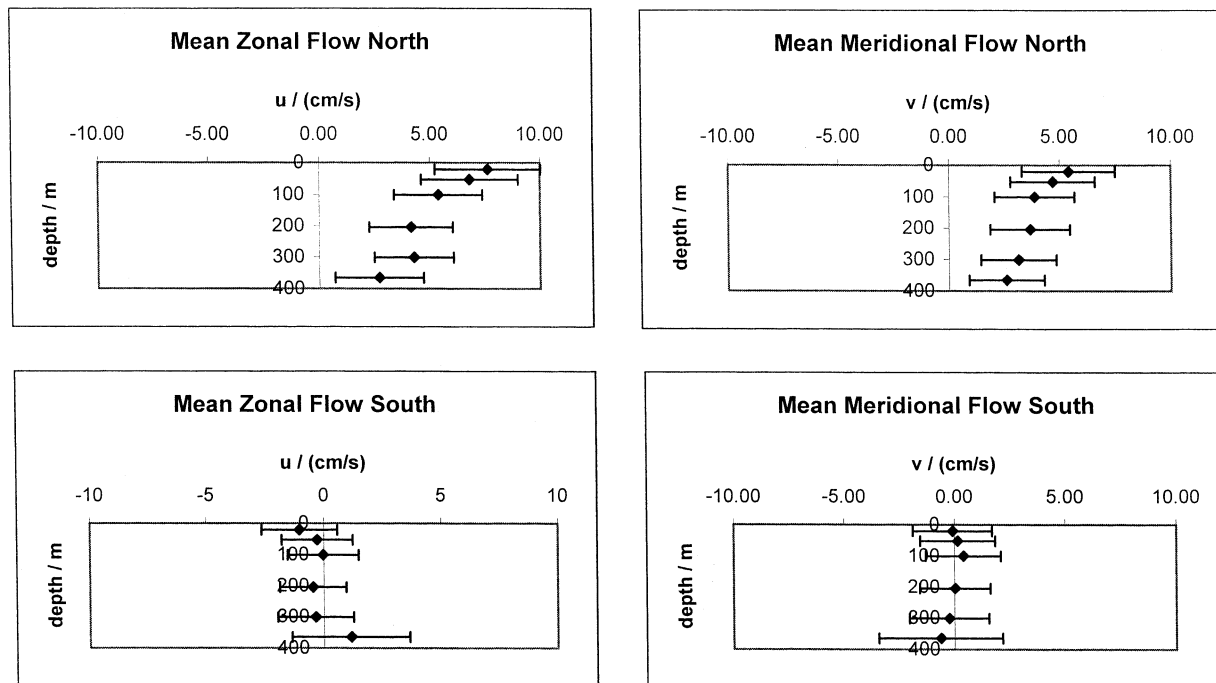 Mean Zonal Flow North
u / (cm/s)
-10.00 -5.00 0.00 5.00 10.00
0
100
200
300
400
depth / m
Mean Meridional Flow North
v / (cm/s)
-10.00 -5.00 0.00 5.00 10.00
0
100
200
300
400
depth / m
Mean Zonal Flow South
u / (cm/s)
-10 -5 0 5 10
0
100
200
300
400
depth / m
Mean Meridional Flow South
v / (cm/s)
-10.00 -5.00 0.00 5.00 10.00
0
100
200
300
400
depth / m